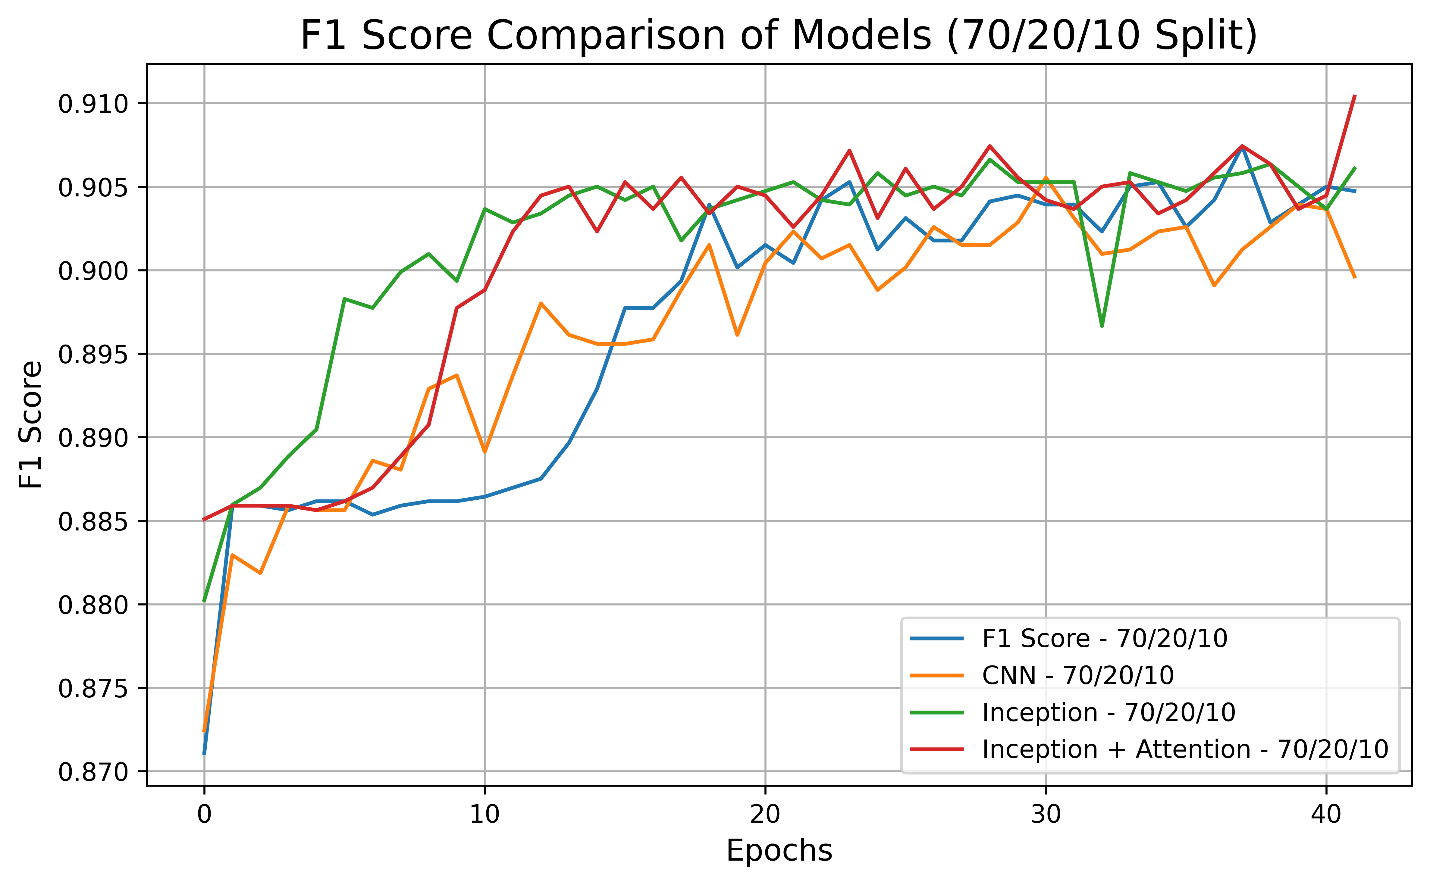 F1 Score Comparison of Models (70/20/10 Split)
0.910
0.905
0.900
0.895
0.890
0.885
0.880
0.875
0.870
F1 Score
0
10
20
30
40
Epochs
F1 Score - 70/20/10
CNN - 70/20/10
Inception - 70/20/10
Inception + Attention - 70/20/10